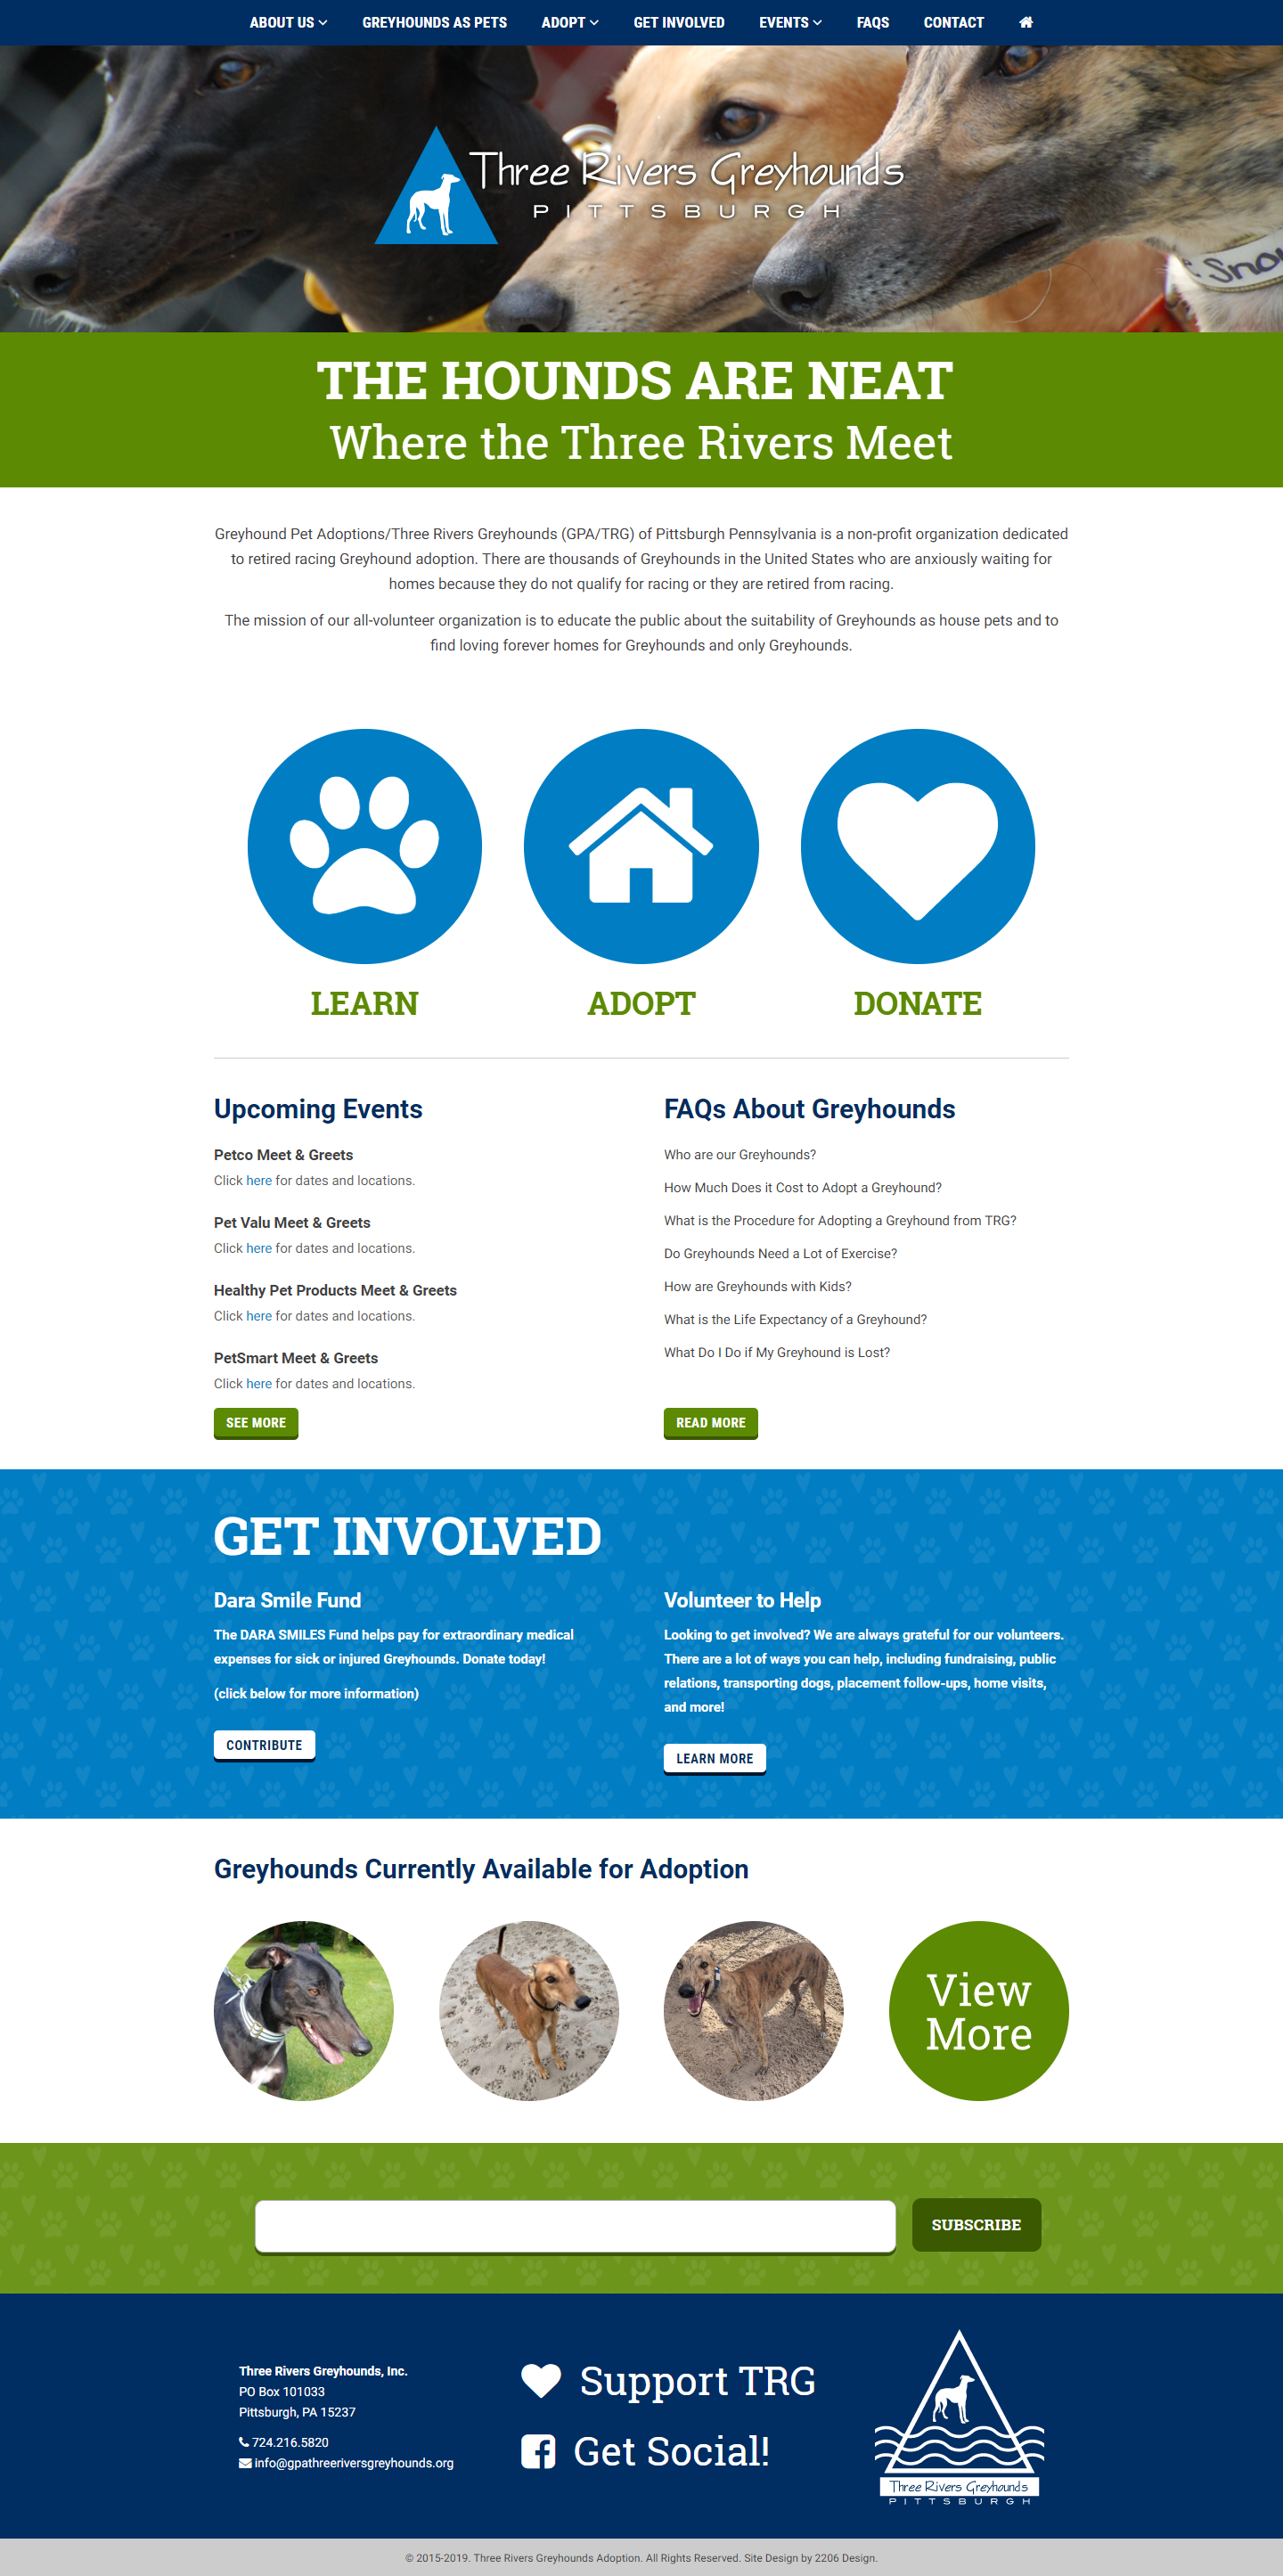 ABOUT US GREYHOUNDS AS PETS ADOPT GET INVOLVED EVENTS FAQS CONTACT
Three Rivers Greyhounds
PITTSBURGH
THE HOUNDS ARE NEAT
Where the Three Rivers Meet
Greyhound Pet Adoptions/Three Rivers Greyhounds (GPA/TRG) of Pittsburgh Pennsylvania is a non-profit organization dedicated
to retired racing Greyhound adoption. There are thousands of Greyhounds in the United States who are anxiously waiting for
homes because they do not qualify for racing or they are retired from racing.
The mission of our all-volunteer organization is to educate the public about the suitability of Greyhounds as house pets and to
find loving forever homes for Greyhounds and only Greyhounds.
LEARN
ADOPT
DONATE
Upcoming Events
Petco Meet & Greets
Click here for dates and locations.
Pet Valu Meet & Greets
Click here for dates and locations.
Healthy Pet Products Meet & Greets
Click here for dates and locations.
PetSmart Meet & Greets
Click here for dates and locations.
SEE MORE
FAQs About Greyhounds
Who are our Greyhounds?
How Much Does it Cost to Adopt a Greyhound?
What is the Procedure for Adopting a Greyhound from TRG?
Do Greyhounds Need a Lot of Exercise?
How are Greyhounds with Kids?
What is the Life Expectancy of a Greyhound?
What Do I Do if My Greyhound is Lost?
READ MORE
GET INVOLVED
Dara Smile Fund
The DARA SMILES Fund helps pay for extraordinary medical
expenses for sick or injured Greyhounds. Donate today!
(click below for more information)
CONTRIBUTE
Volunteer to Help
Looking to get involved? We are always grateful for our volunteers.
There are a lot of ways you can help, including fundraising, public
relations, transporting dogs, placement follow-ups, home visits,
and more!
LEARN MORE
Greyhounds Currently Available for Adoption
View
More
SUBSCRIBE
Three Rivers Greyhounds, Inc.
PO Box 101033
Pittsburgh, PA 15237
724.216.5820
info@gpathreeriversgreyhounds.org
Support TRG
Get Social!
Three Rivers Greyhounds
PITTSBURGH
© 2015-2019. Three Rivers Greyhounds Adoption. All Rights Reserved. Site Design by 2206 Design.